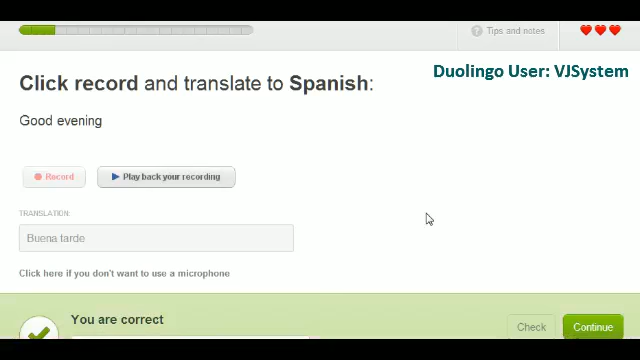 Tips and notes
Duolingo User: VJSystem
Click record and translate to Spanish:
Good evening
Record
Play back your recording
TRANSLATION:
Buena tarde
Click here if you don't want to use a microphone
You are correct
Check
Continue